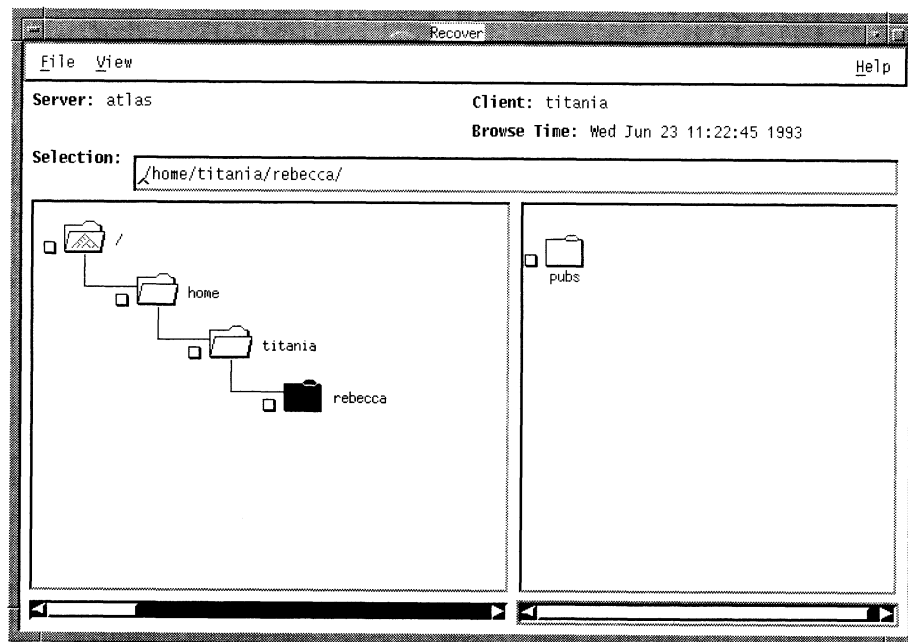 Recover
File View Help
Server: atlas Client: titania
Browse Time: Wed Jun 23 11:22:45 1993
Selection: /home/titania/rebecca/
/
home
titania
rebecca
pubs